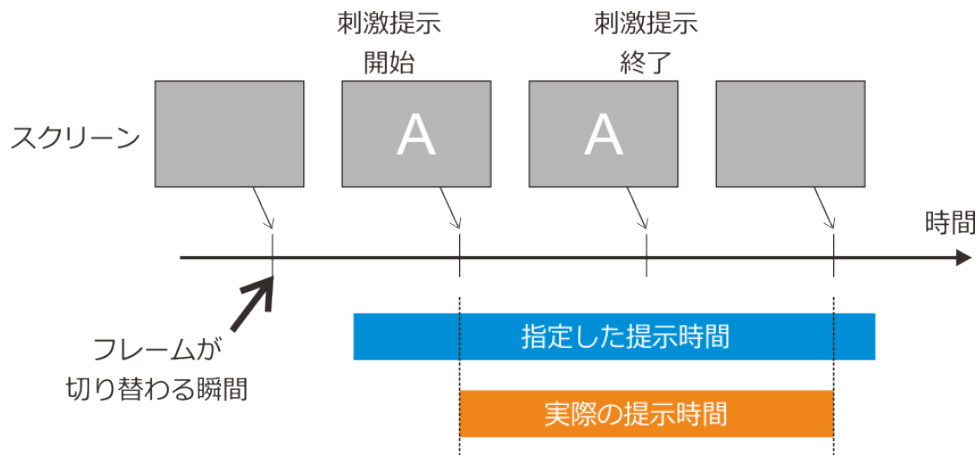 刺激提示
開始
刺激提示
終了
スクリーン
A
A
時間
フレームが
切り替わる瞬間
指定した提示時間
実際の提示時間